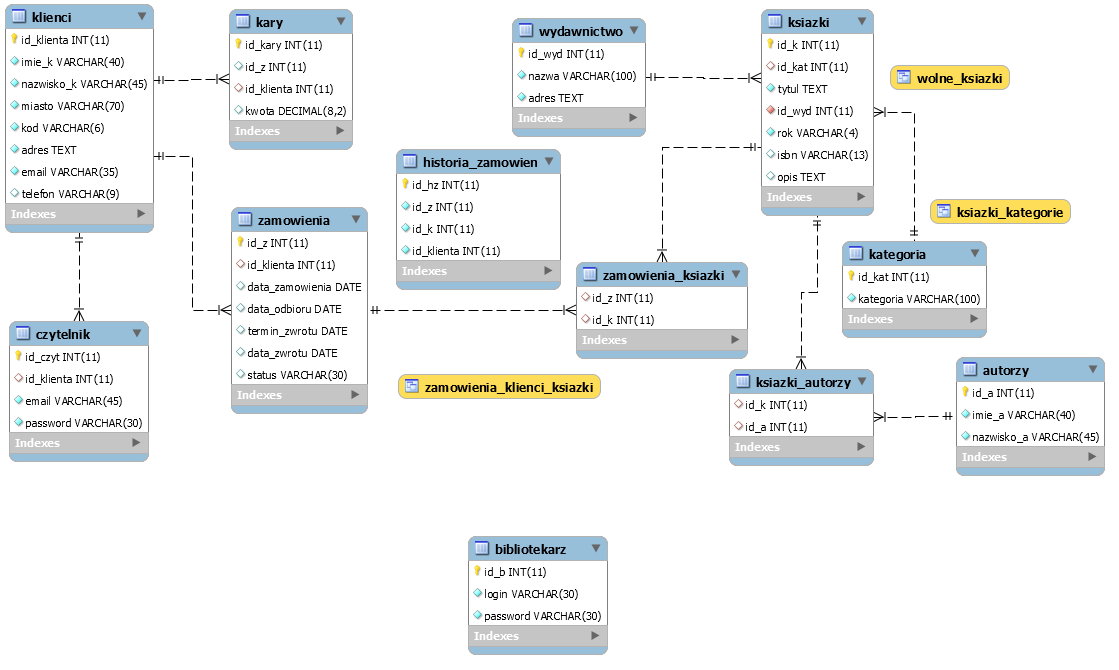 klienci
id_klienta INT(11)
imie_k VARCHAR(40)
nazwisko_k VARCHAR(45)
miasto VARCHAR(70)
kod VARCHAR(6)
adres TEXT
email VARCHAR(35)
telefon VARCHAR(9)
Indexes
kary
id_kary INT(11)
id_z INT(11)
id_klienta INT(11)
kwota DECIMAL(8,2)
Indexes
wydawnictwo
id_wyd INT(11)
nazwa VARCHAR(100)
adres TEXT
Indexes
ksiazki
id_k INT(11)
id_kat INT(11)
tytul TEXT
id_wyd INT(11)
rok VARCHAR(4)
isbn VARCHAR(13)
opis TEXT
Indexes
wolne_ksiazki
historia_zamowien
id_hz INT(11)
id_z INT(11)
id_k INT(11)
id_klienta INT(11)
Indexes
ksiazki_kategorie
zamowienia
id_z INT(11)
id_klienta INT(11)
data_zamowienia DATE
data_odbioru DATE
termin_zwrotu DATE
data_zwrotu DATE
status VARCHAR(30)
Indexes
zamowienia_ksiazki
id_z INT(11)
id_k INT(11)
Indexes
kategoria
id_kat INT(11)
kategoria VARCHAR(100)
Indexes
czytelnik
id_czyt INT(11)
id_klienta INT(11)
email VARCHAR(45)
password VARCHAR(30)
Indexes
zamowienia_klienci_ksiazki
ksiazki_autorzy
id_k INT(11)
id_a INT(11)
Indexes
autorzy
id_a INT(11)
imie_a VARCHAR(40)
nazwisko_a VARCHAR(45)
Indexes
bibliotekarz
id_b INT(11)
login VARCHAR(30)
password VARCHAR(30)
Indexes